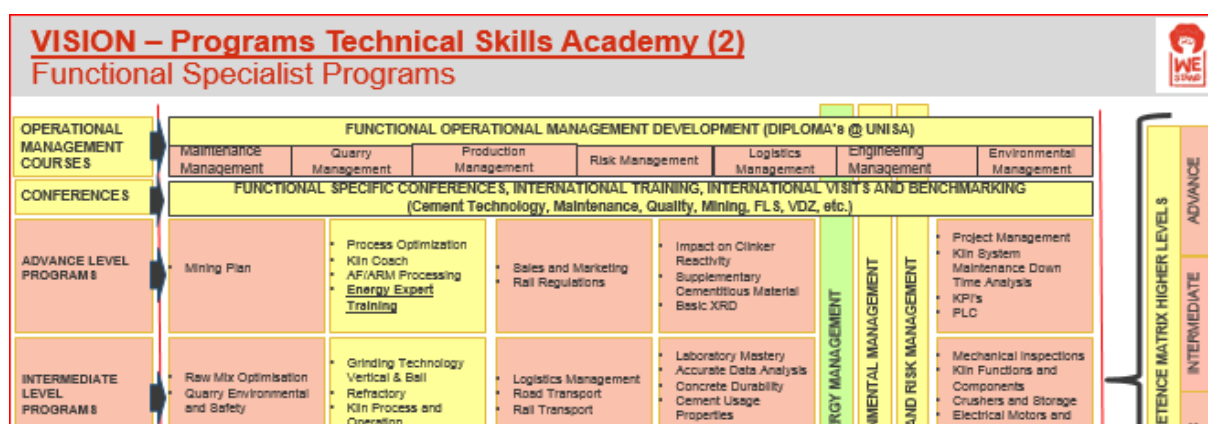 VISION – Programs Technical Skills Academy (2)
Functional Specialist Programs
WE
STAND
OPERATIONAL
MANAGEMENT
COURSES
FUNCTIONAL OPERATIONAL MANAGEMENT DEVELOPMENT (DIPLOMA's @ UNISA)
Maintenance
Management
Quarry
Management
Production
Management
Risk Management
Logistics
Management
Engineering
Management
Environmental
Management
CONFERENCES
FUNCTIONAL SPECIFIC CONFERENCES, INTERNATIONAL TRAINING, INTERNATIONAL VISITS AND BENCHMARKING
(Cement Technology, Maintenance, Quality, Mining, FLS, VDZ, etc.)
ADVANCE LEVEL
PROGRAMS
• Mining Plan
• Process Optimization
• Kiln Coach
• AF/ARM Processing
• Energy Expert
Training
• Sales and Marketing
• Rail Regulations
• Impact on Clinker
Reactivity
• Supplementary
Cementitious Material
• Basic XRD
• Project Management
• Kiln System
Maintenance Down
Time Analysis
• KPI's
• PLC
INTERMEDIATE
LEVEL
PROGRAMS
• Raw Mix Optimisation
• Quarry Environmental
and Safety
• Grinding Technology
Vertical & Ball
• Refractory
• Kiln Process and
Operation
• Logistics Management
• Road Transport
• Rail Transport
• Laboratory Mastery
• Accurate Data Analysis
• Concrete Durability
• Cement Usage
Properties
• Mechanical Inspections
• Kiln Functions and
Components
• Crushers and Storage
• Electrical Motors and
MANAGEMENT
MANAGEMENT
AND RISK MANAGEMENT
MATRIX HIGHER LEVELS
ADVANCE
INTERMEDIATE